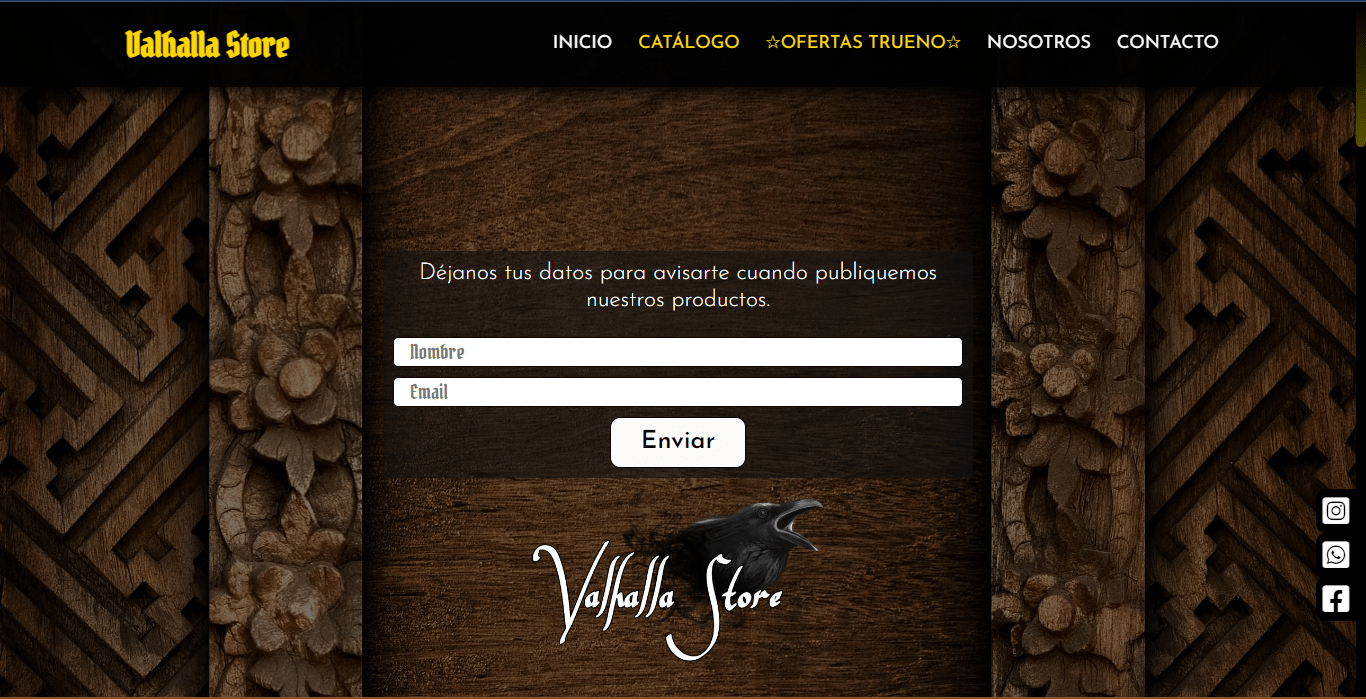 Valhalla Store
INICIO CATÁLOGO ☆OFERTAS TRUENO☆ NOSOTROS CONTACTO
Déjanos tus datos para avisarte cuando publiquemos
nuestros productos.
Nombre
Email
Enviar
Valhalla Store